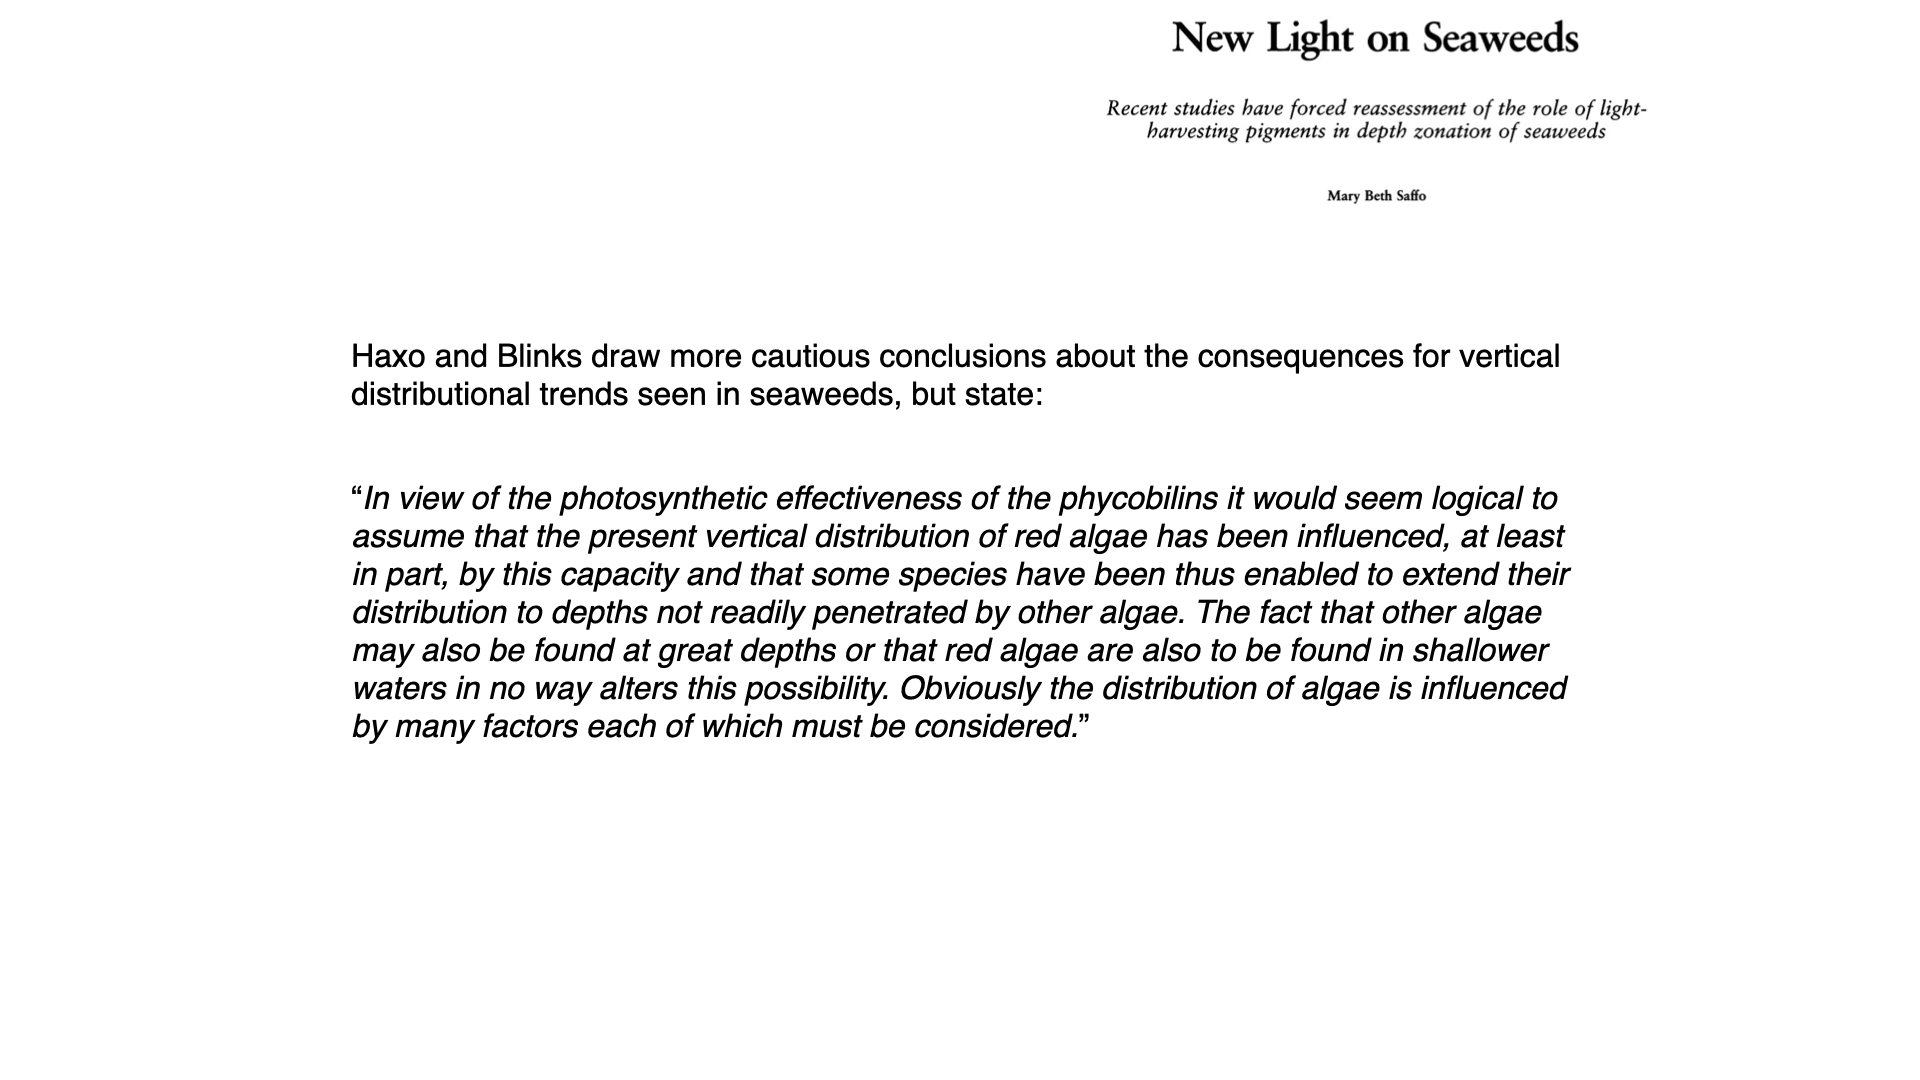 New Light on Seaweeds
Recent studies have forced reassessment of the role of light-
harvesting pigments in depth zonation of seaweeds
Mary Beth Saffo
Haxo and Blinks draw more cautious conclusions about the consequences for vertical
distributional trends seen in seaweeds, but state:
“In view of the photosynthetic effectiveness of the phycobilins it would seem logical to
assume that the present vertical distribution of red algae has been influenced, at least
in part, by this capacity and that some species have been thus enabled to extend their
distribution to depths not readily penetrated by other algae. The fact that other algae
may also be found at great depths or that red algae are also to be found in shallower
waters in no way alters this possibility. Obviously the distribution of algae is influenced
by many factors each of which must be considered.”